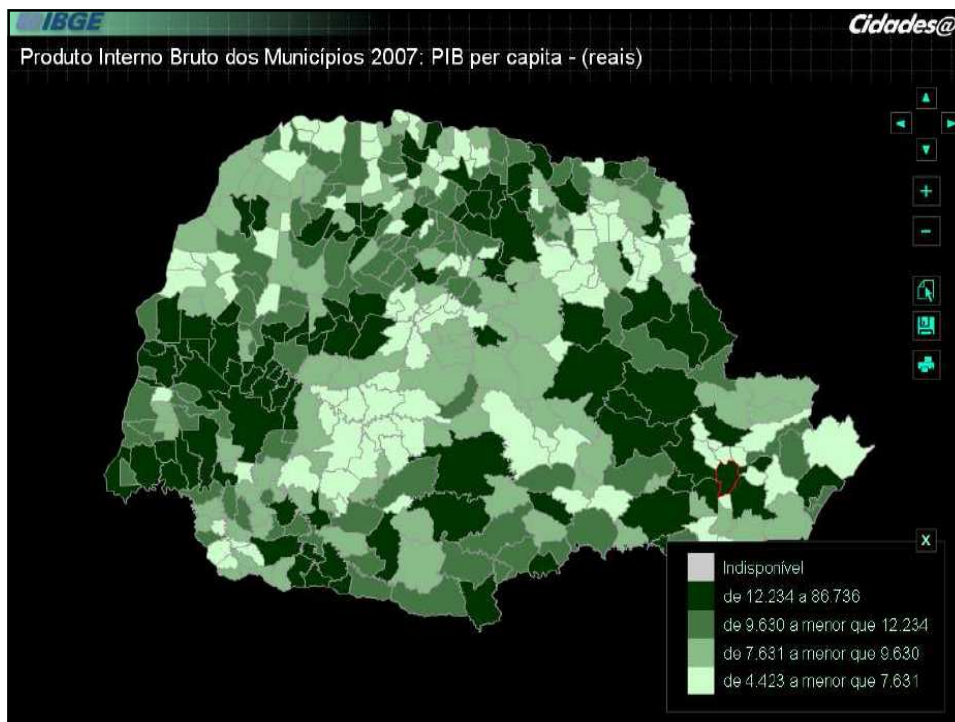 IBGE
Cidades@
Produto Interno Bruto dos Municípios 2007: PIB per capita - (reais)
+
-
X
Indisponível
de 12.234 a 86.736
de 9.630 a menor que 12.234
de 7.631 a menor que 9.630
de 4.423 a menor que 7.631